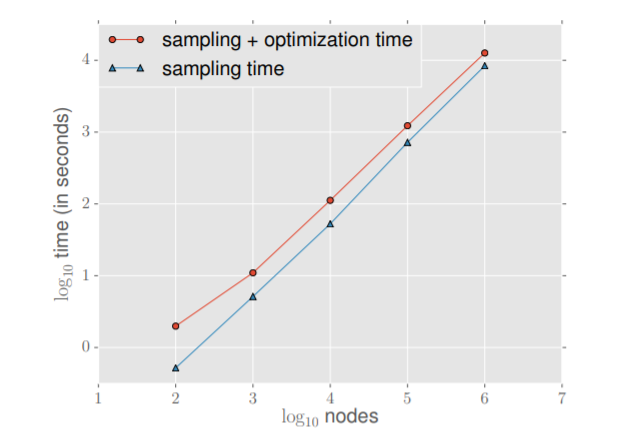 sampling + optimization time
sampling time
log₁₀ time (in seconds)
4
3
2
1
0
1 2 3 4 5 6 7
log₁₀ nodes